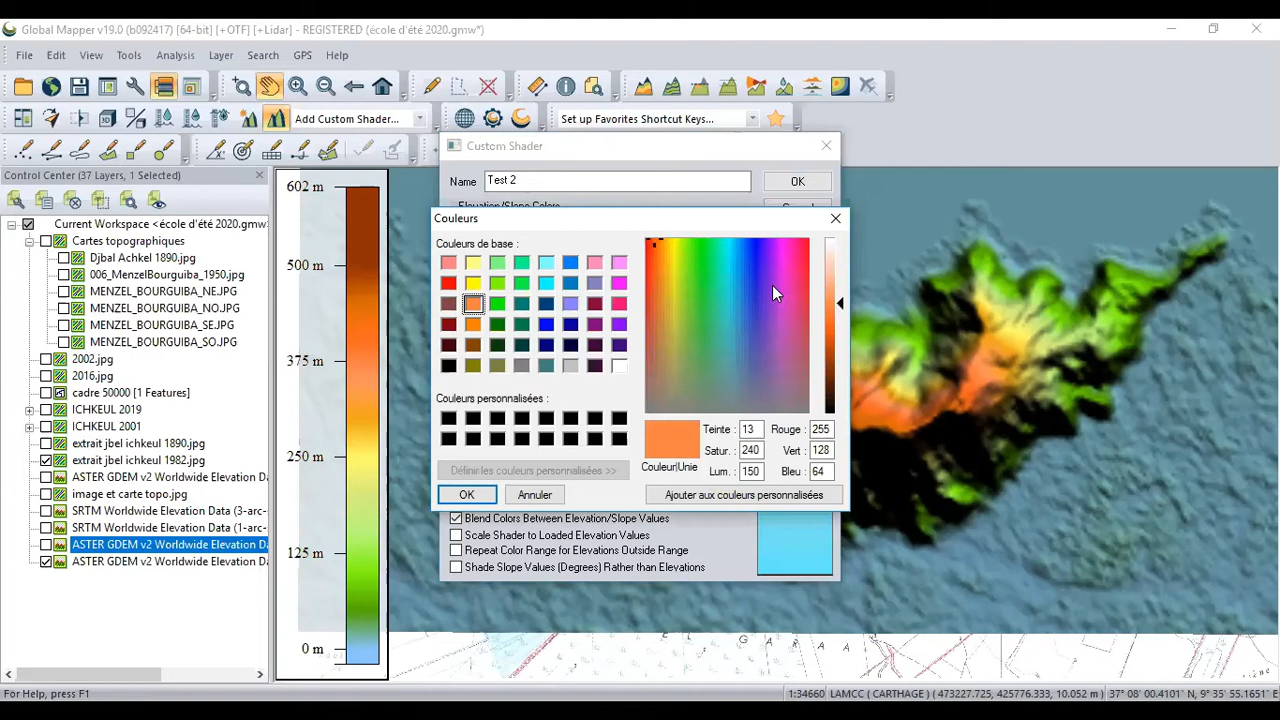 Global Mapper v19.0 (b092417) [64-bit] [+OTF] [+Lidar] - REGISTERED (école d'été 2020.gmw*)
File Edit View Tools Analysis Layer Search GPS Help
Add Custom Shader...
Set up Favorites Shortcut Keys...
Control Center (37 Layers, 1 Selected)
Current Workspace <école d'été 2020.gmw
Cartes topographiques
Djbal Achkel 1890.jpg
006_MenzelBourguiba_1950.jpg
MENZEL_BOURGUIBA_NE.JPG
MENZEL_BOURGUIBA_NO.JPG
MENZEL_BOURGUIBA_SE.JPG
MENZEL_BOURGUIBA_SO.JPG
2002.jpg
2016.jpg
cadre 50000 [1 Features]
ICHKEUL 2019
ICHKEUL 2001
extrait jbel ichkeul 1890.jpg
extrait jbel ichkeul 1982.jpg
ASTER GDEM v2 Worldwide Elevation Da
image et carte topo.jpg
SRTM Worldwide Elevation Data (3-arc-
SRTM Worldwide Elevation Data (1-arc-
ASTER GDEM v2 Worldwide Elevation Da
ASTER GDEM v2 Worldwide Elevation Da
602 m
500 m
375 m
250 m
125 m
0 m
Custom Shader
Name Test 2 OK
Couleurs
Couleurs de base :
Couleurs personnalisées :
Définir les couleurs personnalisées >>
OK Annuler
Teinte : 13 Rouge : 255
Satur. : 240 Vert : 128
Couleur|Unie
Lum. : 150 Bleu : 64
Ajouter aux couleurs personnalisées
Blend Colors Between Elevation/Slope Values
Scale Shader to Loaded Elevation Values
Repeat Color Range for Elevations Outside Range
Shade Slope Values (Degrees) Rather than Elevations
G A R A A
For Help, press F1
1:34660 LAMCC (CARTHAGE) ( 473227.725, 425776.333, 10.052 m) 37° 08' 00.4101" N, 9° 35' 55.1651"